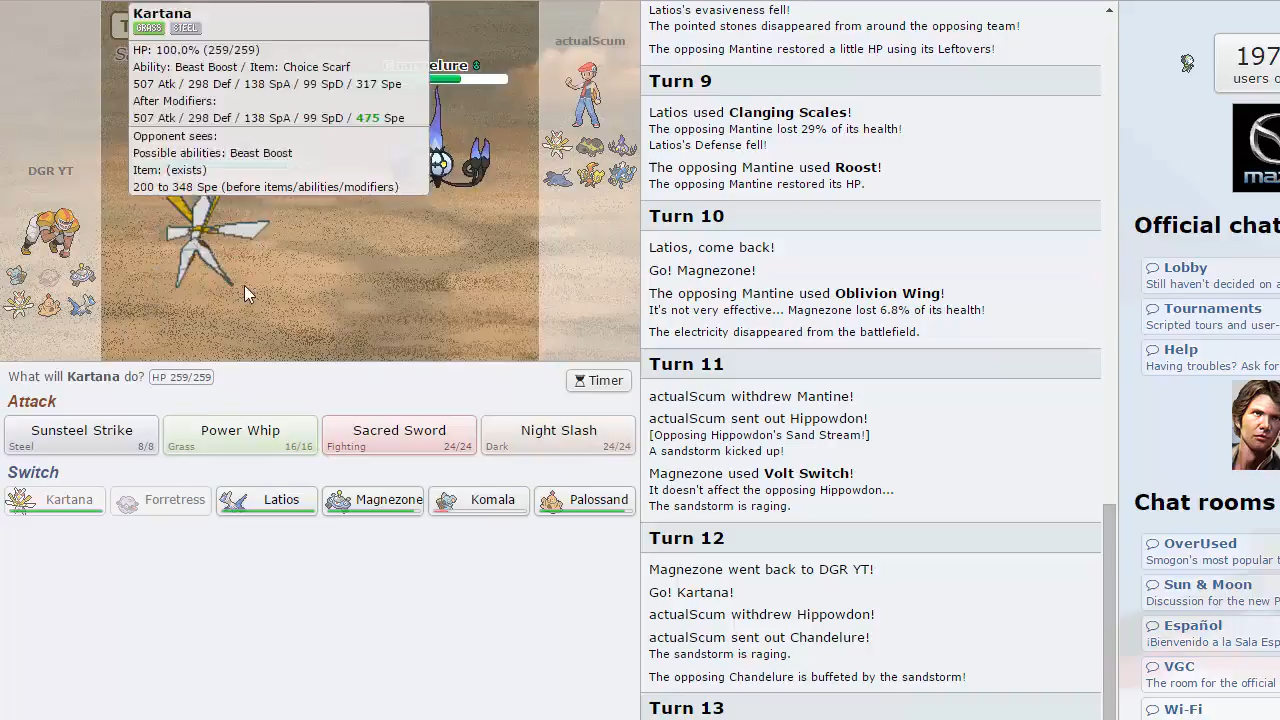 Kartana
GRASS STEEL
HP: 100.0% (259/259)
Ability: Beast Boost / Item: Choice Scarf
507 Atk / 298 Def / 138 SpA / 99 SpD / 317 Spe
After Modifiers:
507 Atk / 298 Def / 138 SpA / 99 SpD / 475 Spe
Opponent sees:
Possible abilities: Beast Boost
Item: (exists)
200 to 348 Spe (before items/abilities/modifiers)
actualScum
DGR YT
What will Kartana do? HP 259/259
Timer
Attack
Sunsteel Strike
Steel 8/8
Power Whip
Grass 16/16
Sacred Sword
Fighting 24/24
Night Slash
Dark 24/24
Switch
Kartana
Forretress
Latios
Magnezone
Komala
Palossand
Latios's evasiveness fell!
The pointed stones disappeared from around the opposing team!
The opposing Mantine restored a little HP using its Leftovers!
Turn 9
Latios used Clanging Scales!
The opposing Mantine lost 29% of its health!
Latios's Defense fell!
The opposing Mantine used Roost!
The opposing Mantine restored its HP.
Turn 10
Latios, come back!
Go! Magnezone!
The opposing Mantine used Oblivion Wing!
It's not very effective... Magnezone lost 6.8% of its health!
The electricity disappeared from the battlefield.
Turn 11
actualScum withdrew Mantine!
actualScum sent out Hippowdon!
[Opposing Hippowdon's Sand Stream!]
A sandstorm kicked up!
Magnezone used Volt Switch!
It doesn't affect the opposing Hippowdon...
The sandstorm is raging.
Turn 12
Magnezone went back to DGR YT!
Go! Kartana!
actualScum withdrew Hippowdon!
actualScum sent out Chandelure!
The sandstorm is raging.
The opposing Chandelure is buffeted by the sandstorm!
Turn 13
197
users o
maz
Official chat
Lobby
Still haven't decided on a
Tournaments
Scripted tours and user-
Help
Having troubles? Ask for
Chat rooms
OverUsed
Smogon's most popular t
Sun & Moon
Discussion for the new P
Español
¡Bienvenido a la Sala Esp
VGC
The room for the official
Wi-Fi